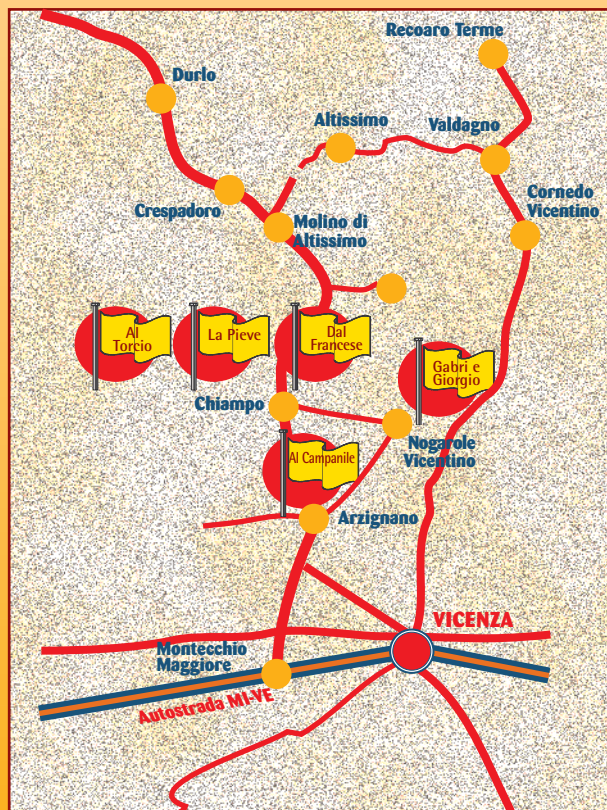 Recoaro Terme
Durlo
Altissimo
Valdagno
Crespadoro
Cornedo
Vicentino
Molino di
Altissimo
Al
Torcio
La Pieve
Dal
Francese
Gabri e
Giorgio
Chiampo
Nogarole
Vicentino
Al Campanile
Arzignano
VICENZA
Montecchio
Maggiore
Autostrada MI-VE